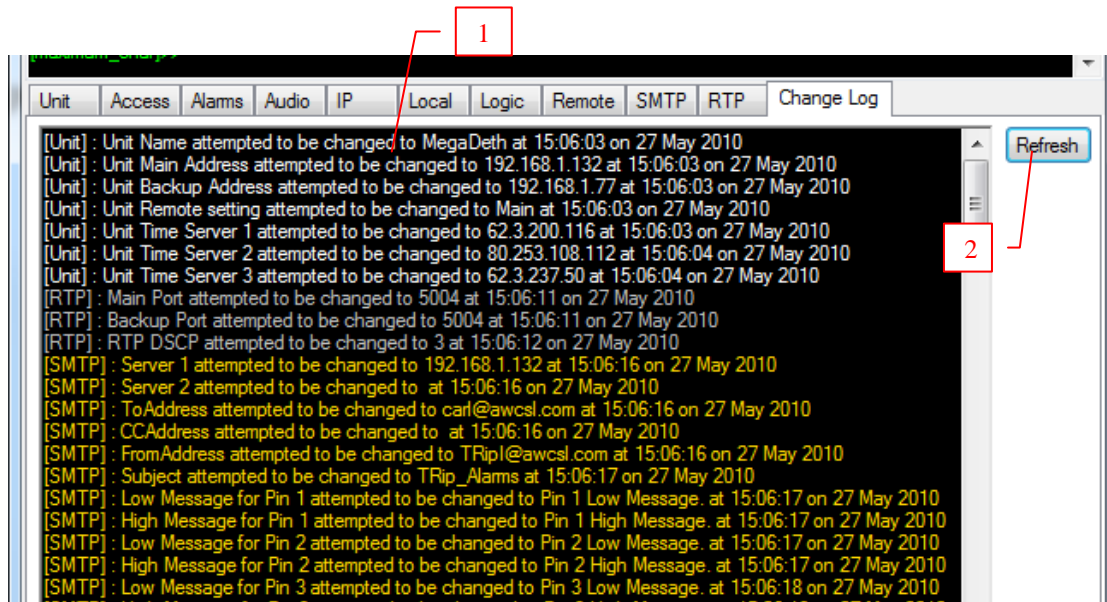 1
[maximum_char]>>
Unit Access Alarms Audio IP Local Logic Remote SMTP RTP Change Log
[Unit] : Unit Name attempted to be changed to MegaDeth at 15:06:03 on 27 May 2010
Refresh
[Unit] : Unit Main Address attempted to be changed to 192.168.1.132 at 15:06:03 on 27 May 2010
[Unit] : Unit Backup Address attempted to be changed to 192.168.1.77 at 15:06:03 on 27 May 2010
[Unit] : Unit Remote setting attempted to be changed to Main at 15:06:03 on 27 May 2010
[Unit] : Unit Time Server 1 attempted to be changed to 62.3.200.116 at 15:06:03 on 27 May 2010
[Unit] : Unit Time Server 2 attempted to be changed to 80.253.108.112 at 15:06:04 on 27 May 2010
2
[Unit] : Unit Time Server 3 attempted to be changed to 62.3.237.50 at 15:06:04 on 27 May 2010
[RTP] : Main Port attempted to be changed to 5004 at 15:06:11 on 27 May 2010
[RTP] : Backup Port attempted to be changed to 5004 at 15:06:11 on 27 May 2010
[RTP] : RTP DSCP attempted to be changed to 3 at 15:06:12 on 27 May 2010
[SMTP] : Server 1 attempted to be changed to 192.168.1.132 at 15:06:16 on 27 May 2010
[SMTP] : Server 2 attempted to be changed to  at 15:06:16 on 27 May 2010
[SMTP] : ToAddress attempted to be changed to carl@awcsl.com at 15:06:16 on 27 May 2010
[SMTP] : CCAddress attempted to be changed to  at 15:06:16 on 27 May 2010
[SMTP] : FromAddress attempted to be changed to TRipI@awcsl.com at 15:06:16 on 27 May 2010
[SMTP] : Subject attempted to be changed to TRip_Alarms at 15:06:17 on 27 May 2010
[SMTP] : Low Message for Pin 1 attempted to be changed to Pin 1 Low Message. at 15:06:17 on 27 May 2010
[SMTP] : High Message for Pin 1 attempted to be changed to Pin 1 High Message. at 15:06:17 on 27 May 2010
[SMTP] : Low Message for Pin 2 attempted to be changed to Pin 2 Low Message. at 15:06:17 on 27 May 2010
[SMTP] : High Message for Pin 2 attempted to be changed to Pin 2 High Message. at 15:06:17 on 27 May 2010
[SMTP] : Low Message for Pin 3 attempted to be changed to Pin 3 Low Message. at 15:06:18 on 27 May 2010